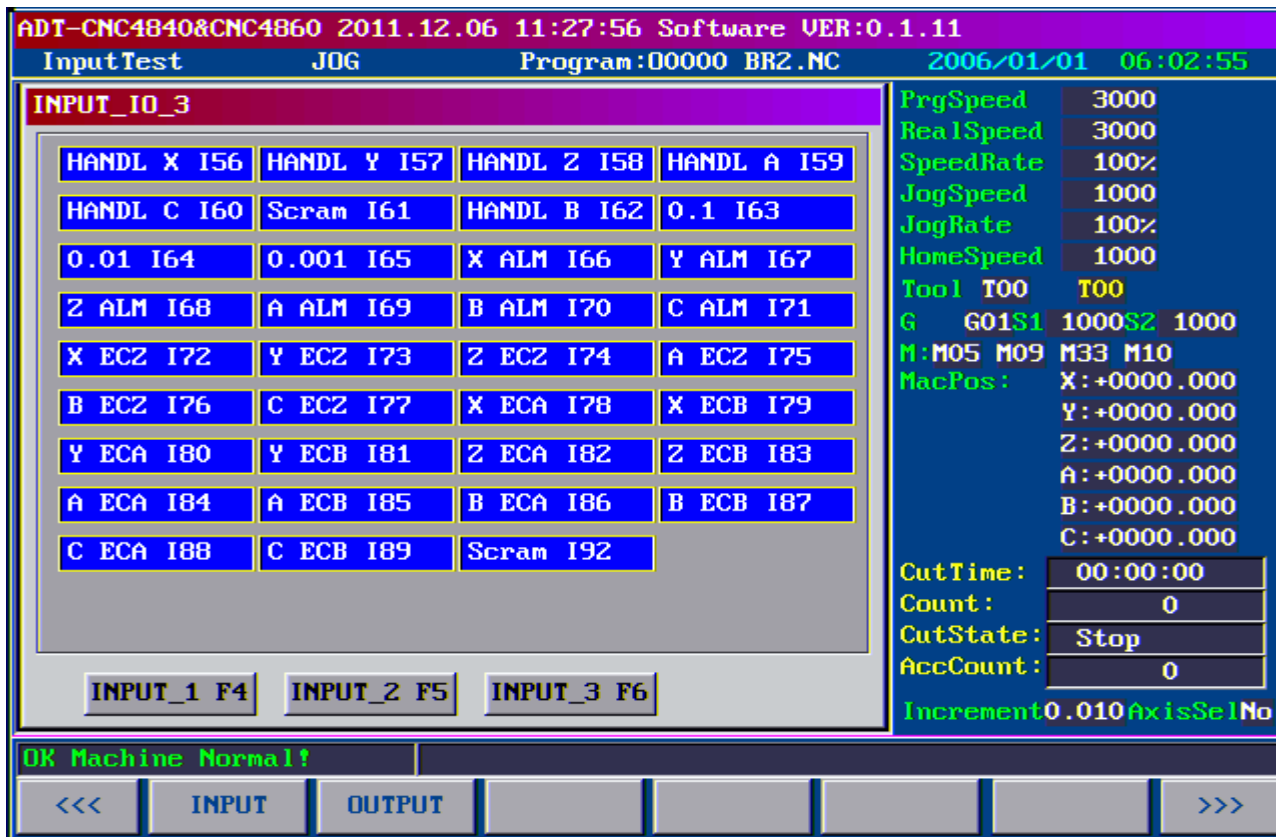 ADT-CNC4840&CNC4860 2011.12.06 11:27:56 Software VER:0.1.11
InputTest JOG Program:O0000 BR2.NC 2006/01/01 06:02:55
INPUT_IO_3
HANDL X I56 HANDL Y I57 HANDL Z I58 HANDL A I59
HANDL C I60 Scram I61 HANDL B I62 0.1 I63
0.01 I64 0.001 I65 X ALM I66 Y ALM I67
Z ALM I68 A ALM I69 B ALM I70 C ALM I71
X ECZ I72 Y ECZ I73 Z ECZ I74 A ECZ I75
B ECZ I76 C ECZ I77 X ECA I78 X ECB I79
Y ECA I80 Y ECB I81 Z ECA I82 Z ECB I83
A ECA I84 A ECB I85 B ECA I86 B ECB I87
C ECA I88 C ECB I89 Scram I92
INPUT_1 F4 INPUT_2 F5 INPUT_3 F6
PrgSpeed 3000
RealSpeed 3000
SpeedRate 100%
JogSpeed 1000
JogRate 100%
HomeSpeed 1000
Tool T00 T00
G G01 S1 1000 S2 1000
M:M05 M09 M33 M10
MacPos: X:+0000.000
Y:+0000.000
Z:+0000.000
A:+0000.000
B:+0000.000
C:+0000.000
CutTime: 00:00:00
Count: 0
CutState: Stop
AccCount: 0
Increment0.010 AxisSelNo
OK Machine Normal!
<<< INPUT OUTPUT >>>